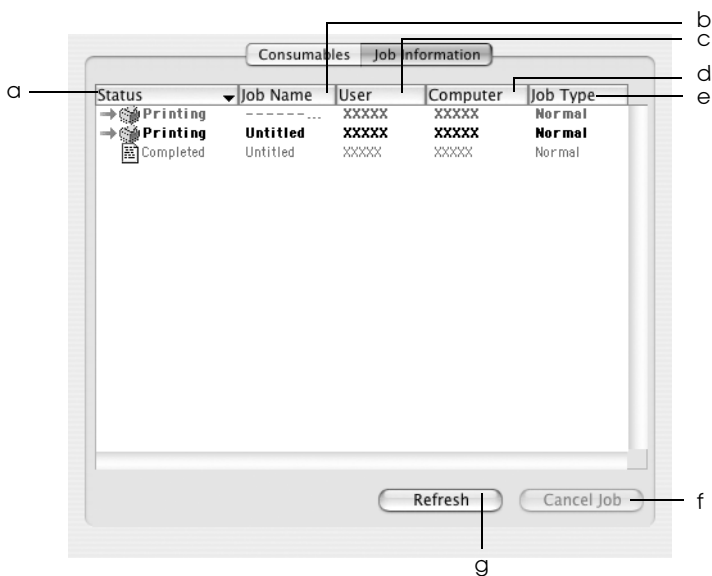 b
Consumables Job Information
c
d
a
Status Job Name User Computer Job Type
e
Printing ------... XXXXX XXXXX Normal
Printing Untitled XXXXX XXXXX Normal
Completed Untitled XXXXX XXXXX Normal
Refresh Cancel Job
f
g